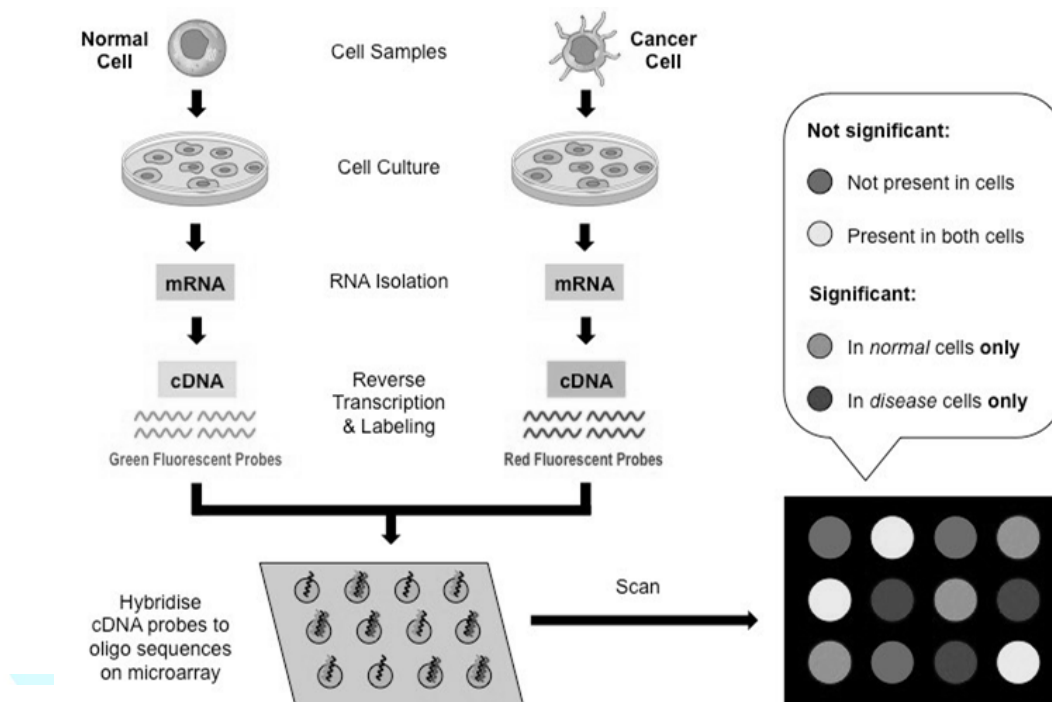 Normal
Cell
Cell Samples
Cancer
Cell
Cell Culture
mRNA
RNA Isolation
mRNA
cDNA
Reverse
Transcription
& Labeling
cDNA
Green Fluorescent Probes
Red Fluorescent Probes
Hybridise
cDNA probes to
oligo sequences
on microarray
Scan
Not significant:
Not present in cells
Present in both cells
Significant:
In normal cells only
In disease cells only